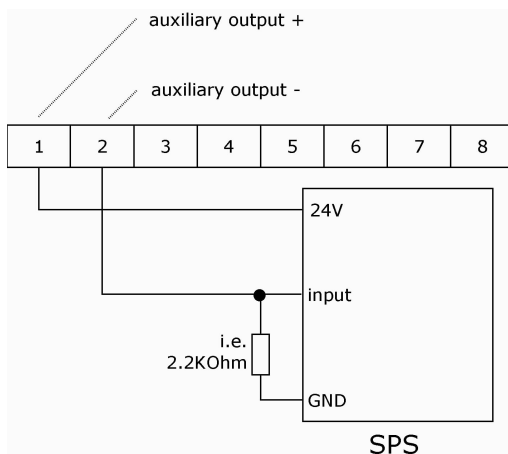 auxiliary output +
auxiliary output -
1 2 3 4 5 6 7 8
24V
input
i.e.
2.2KOhm
GND
SPS